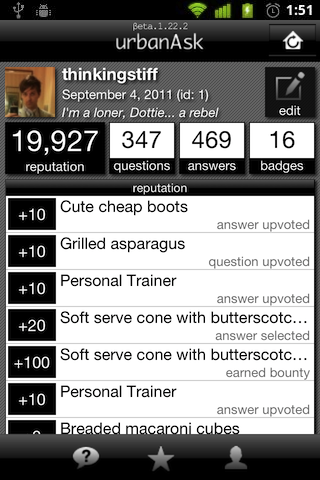 1:51
βeta.1.22.2
urbanAsk
thinkingstiff
September 4, 2011 (id: 1)
I'm a loner, Dottie... a rebel
edit
19,927
reputation
347
questions
469
answers
16
badges
reputation
+10
Cute cheap boots
answer upvoted
+10
Grilled asparagus
question upvoted
+10
Personal Trainer
answer upvoted
+20
Soft serve cone with butterscotc...
answer selected
+100
Soft serve cone with butterscotc...
earned bounty
+10
Personal Trainer
answer upvoted
Breaded macaroni cubes
?